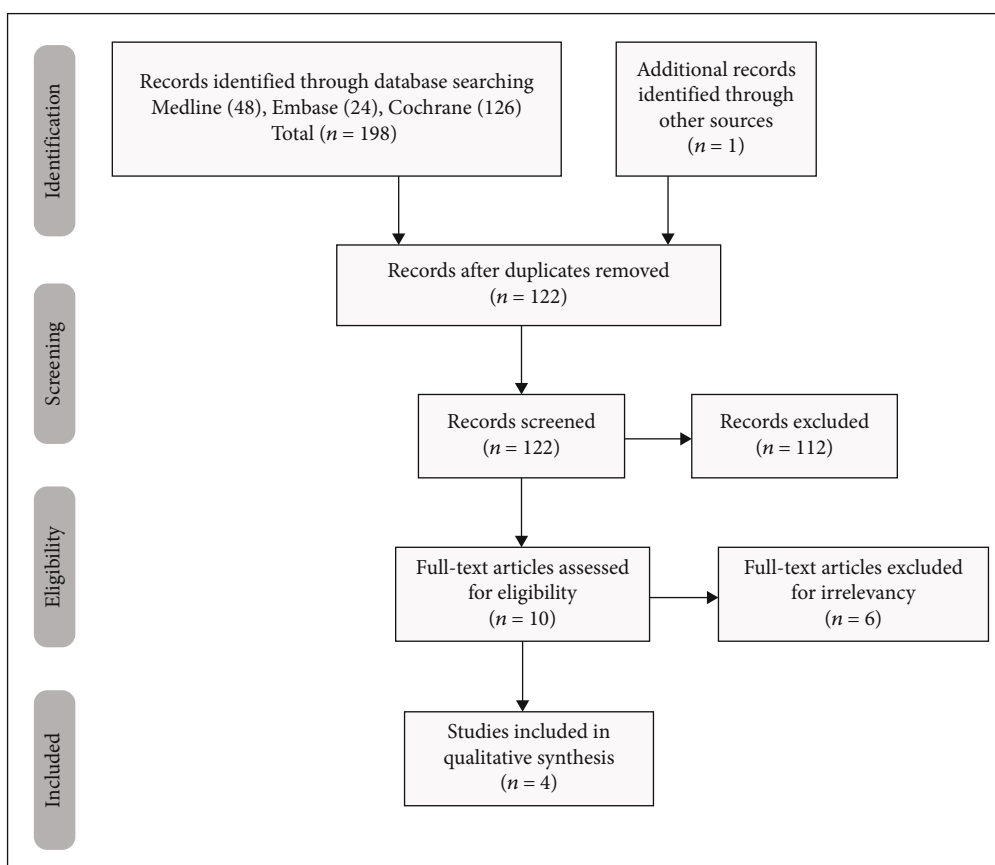 Identification
Records identified through database searching
Medline (48), Embase (24), Cochrane (126)
Total (n = 198)
Additional records
identified through
other sources
(n = 1)
Records after duplicates removed
(n = 122)
Screening
Records screened
(n = 122)
Records excluded
(n = 112)
Eligibility
Full-text articles assessed
for eligibility
(n = 10)
Full-text articles excluded
for irrelevancy
(n = 6)
Included
Studies included in
qualitative synthesis
(n = 4)